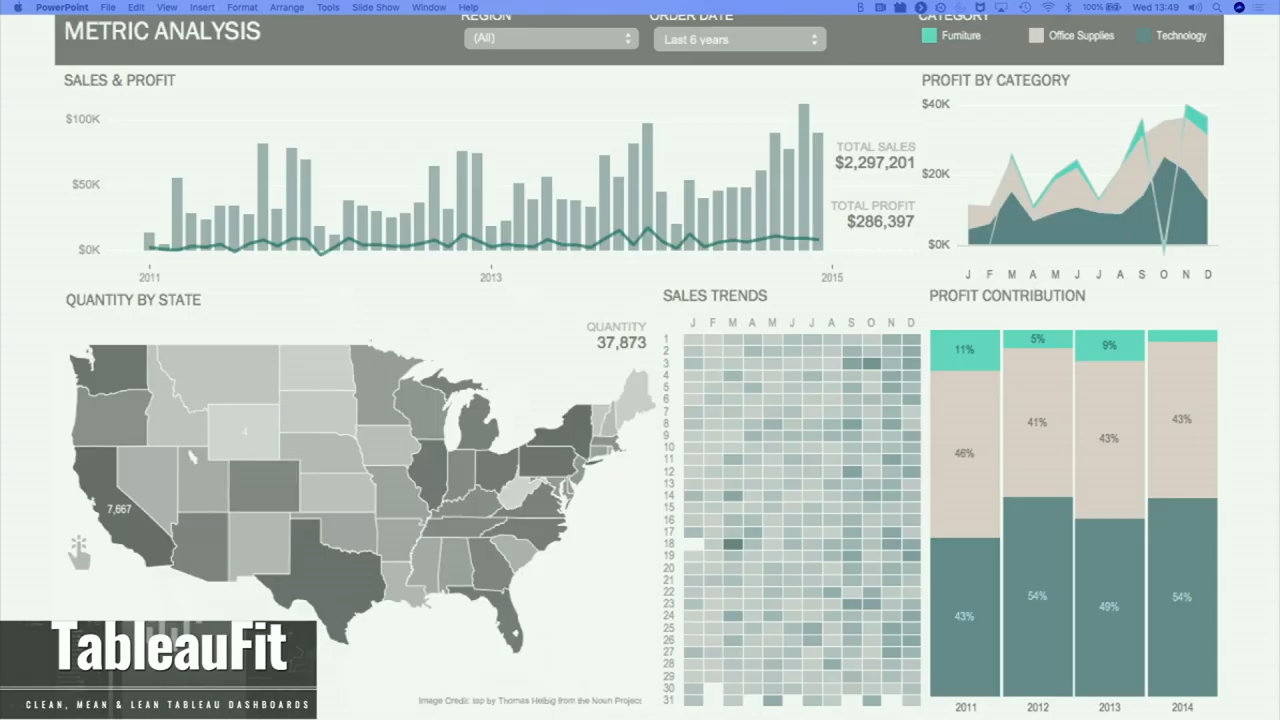 PowerPoint File Edit View Insert Format Arrange Tools Slide Show Window Help 100% Wed 13:49
REGION ORDER DATE CATEGORY
METRIC ANALYSIS (All) Last 6 years Furniture Office Supplies Technology
SALES & PROFIT
$100K
$50K
$0K
2011 2013 2015
TOTAL SALES
$2,297,201
TOTAL PROFIT
$286,397
PROFIT BY CATEGORY
$40K
$20K
$0K
J F M A M J J A S O N D
QUANTITY BY STATE
QUANTITY
37,873
4
7,667
SALES TRENDS
J F M A M J J A S O N D
1
2
3
4
5
6
7
8
9
10
11
12
13
14
15
16
17
18
19
20
21
22
23
24
25
26
27
28
29
30
31
PROFIT CONTRIBUTION
11% 5% 9%
46% 41% 43% 43%
43% 54% 49% 54%
2011 2012 2013 2014
Image Credit: tap by Thomas Helbig from the Noun Project
TableauFit
CLEAN, MEAN & LEAN TABLEAU DASHBOARDS